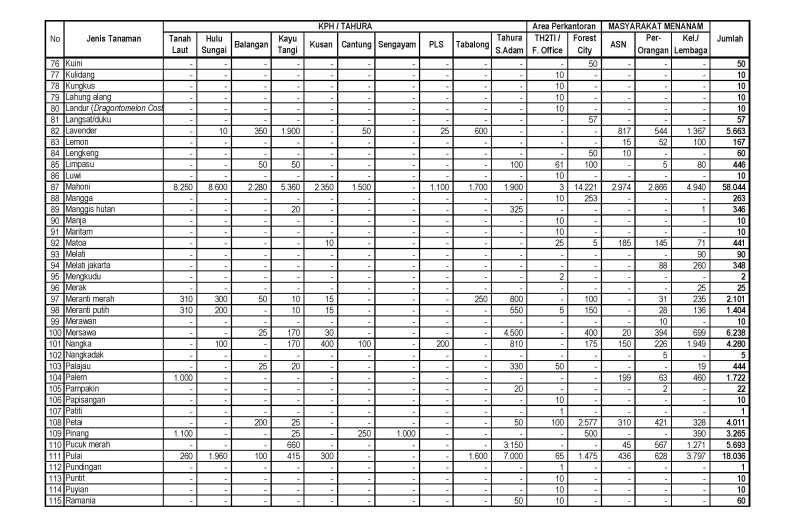 No Jenis Tanaman KPH / TAHURA Area Perkantoran MASYARAKAT MENANAM Jumlah
Tanah Laut Hulu Sungai Balangan Kayu Tangi Kusan Cantung Sengayam PLS Tabalong Tahura S.Adam TH2TI / F. Office Forest City ASN Per-Orangan Kel./ Lembaga
76 Kuini - - - - - - - - - - - 50 - - - 50
77 Kulidang - - - - - - - - - - 10 - - - - 10
78 Kungkus - - - - - - - - - - 10 - - - - 10
79 Lahung alang - - - - - - - - - - 10 - - - - 10
80 Landur (Dragontomelon Cost - - - - - - - - - - 10 - - - - 10
81 Langsat/duku - - - - - - - - - - - 57 - - - 57
82 Lavender - 10 350 1.900 - 50 - 25 600 - - - 817 544 1.367 5.663
83 Lemon - - - - - - - - - - - - 15 52 100 167
84 Lengkeng - - - - - - - - - - - 50 10 - - 60
85 Limpasu - - 50 50 - - - - - 100 61 100 - 5 80 446
86 Luwi - - - - - - - - - - 10 - - - - 10
87 Mahoni 8.250 8.600 2.280 5.360 2.350 1.500 - 1.100 1.700 1.900 3 14.221 2.974 2.866 4.940 58.044
88 Mangga - - - - - - - - - - 10 253 - - - 263
89 Manggis hutan - - - 20 - - - - - 325 - - - - 1 346
90 Manja - - - - - - - - - - 10 - - - - 10
91 Maritam - - - - - - - - - - 10 - - - - 10
92 Matoa - - - - 10 - - - - - 25 5 185 145 71 441
93 Melati - - - - - - - - - - - - - - 90 90
94 Melati jakarta - - - - - - - - - - - - - 88 260 348
95 Mengkudu - - - - - - - - - - 2 - - - - 2
96 Merak - - - - - - - - - - - - - - 25 25
97 Meranti merah 310 300 50 10 15 - - - 250 800 - 100 - 31 235 2.101
98 Meranti putih 310 200 - 10 15 - - - - 550 5 150 - 28 136 1.404
99 Merawan - - - - - - - - - - - - - 10 - 10
100 Mersawa - - 25 170 30 - - - - 4.500 - 400 20 394 699 6.238
101 Nangka - 100 - 170 400 100 - 200 - 810 - 175 150 226 1.949 4.280
102 Nangkadak - - - - - - - - - - - - - 5 - 5
103 Palajau - - 25 20 - - - - - 330 50 - - - 19 444
104 Palem 1.000 - - - - - - - - - - - 199 63 460 1.722
105 Pampakin - - - - - - - - - 20 - - - 2 - 22
106 Papisangan - - - - - - - - - - 10 - - - - 10
107 Patiti - - - - - - - - - - 1 - - - - 1
108 Petai - - 200 25 - - - - - 50 100 2.577 310 421 328 4.011
109 Pinang 1.100 - - 25 - 250 1.000 - - - - 500 - - 390 3.265
110 Pucuk merah - - - 660 - - - - - 3.150 - - 45 567 1.271 5.693
111 Pulai 260 1.960 100 415 300 - - - 1.600 7.000 65 1.475 436 628 3.797 18.036
112 Pundingan - - - - - - - - - - 1 - - - - 1
113 Puntit - - - - - - - - - - 10 - - - - 10
114 Puyian - - - - - - - - - - 10 - - - - 10
115 Ramania - - - - - - - - - 50 10 - - - - 60